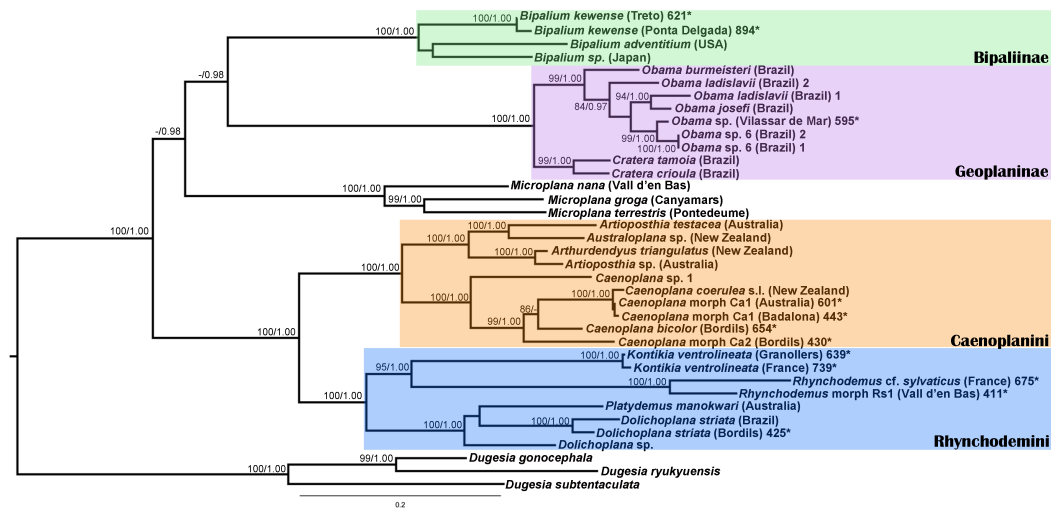 Bipalium kewense (Treto) 621*
100/1.00
Bipalium kewense (Ponta Delgada) 894*
100/1.00
Bipalium adventitium (USA)
Bipalium sp. (Japan)
Bipaliinae
Obama burmeisteri (Brazil)
99/1.00
-/0.98
Obama ladislavii (Brazil) 2
94/1.00
Obama ladislavii (Brazil) 1
84/0.97
Obama josefi (Brazil)
100/1.00
Obama sp. (Vilassar de Mar) 595*
-/0.98
99/1.00
Obama sp. 6 (Brazil) 2
100/1.00
Obama sp. 6 (Brazil) 1
99/1.00
Cratera tamoia (Brazil)
Cratera crioula (Brazil)
Geoplaninae
100/1.00
Microplana nana (Vall d'en Bas)
99/1.00
Microplana groga (Canyamars)
Microplana terrestris (Pontedeume)
100/1.00
100/1.00
Artioposthia testacea (Australia)
100/1.00
Australoplana sp. (New Zealand)
100/1.00
Arthurdendyus triangulatus (New Zealand)
100/1.00
Artioposthia sp. (Australia)
Caenoplana sp. 1
100/1.00
100/1.00
Caenoplana coerulea s.l. (New Zealand)
Caenoplana morph Ca1 (Australia) 601*
86/-
Caenoplana morph Ca1 (Badalona) 443*
99/1.00
Caenoplana bicolor (Bordils) 654*
100/1.00
Caenoplana morph Ca2 (Bordils) 430*
Caenoplanini
100/1.00
Kontikia ventrolineata (Granollers) 639*
95/1.00
Kontikia ventrolineata (France) 739*
100/1.00
Rhynchodemus cf. sylvaticus (France) 675*
Rhynchodemus morph Rs1 (Vall d'en Bas) 411*
100/1.00
Platydemus manokwari (Australia)
100/1.00
100/1.00
Dolichoplana striata (Brazil)
Dolichoplana striata (Bordils) 425*
Dolichoplana sp.
Rhynchodemini
99/1.00
Dugesia gonocephala
100/1.00
Dugesia ryukyuensis
Dugesia subtentaculata
0.2